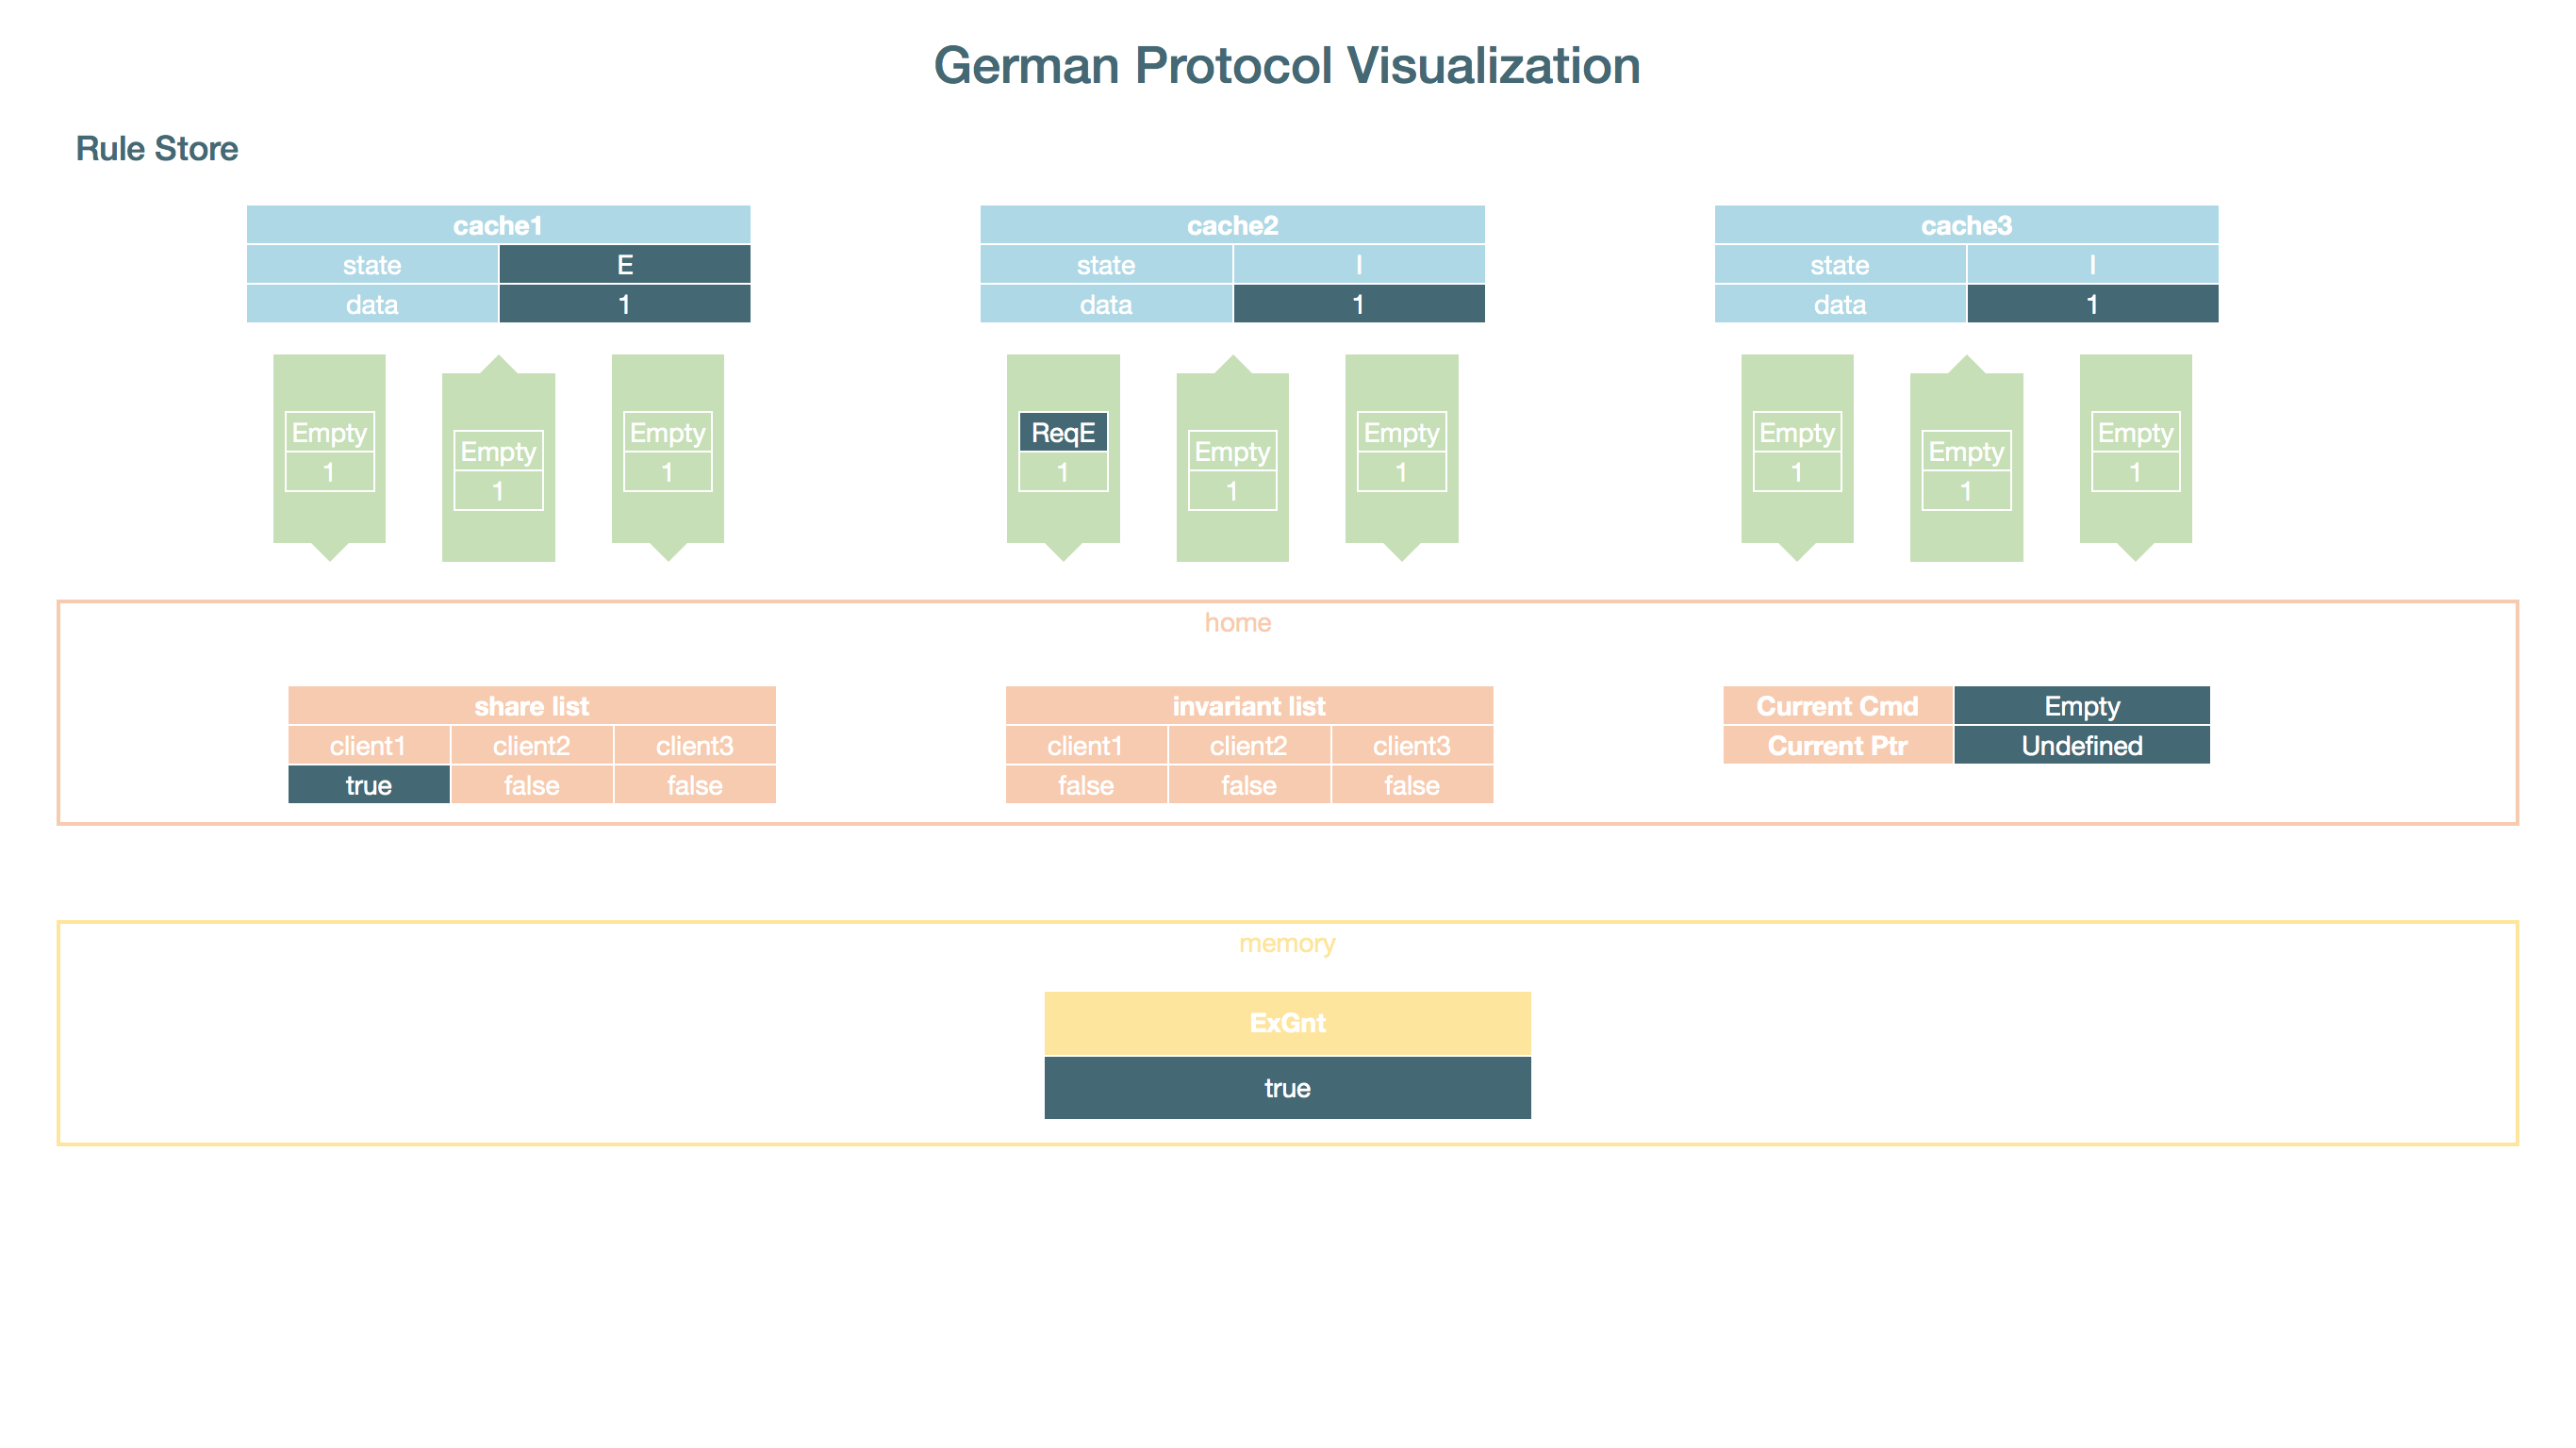 German Protocol Visualization
Rule Store
cache1 cache2 cache3
state E state I state I
data 1 data 1 data 1
Empty Empty ReqE Empty Empty Empty
Empty Empty Empty
1 1 1 1 1 1
1 1 1
home
share list invariant list Current Cmd Empty
client1 client2 client3 client1 client2 client3 Current Ptr Undefined
true false false false false false
memory
ExGnt
true